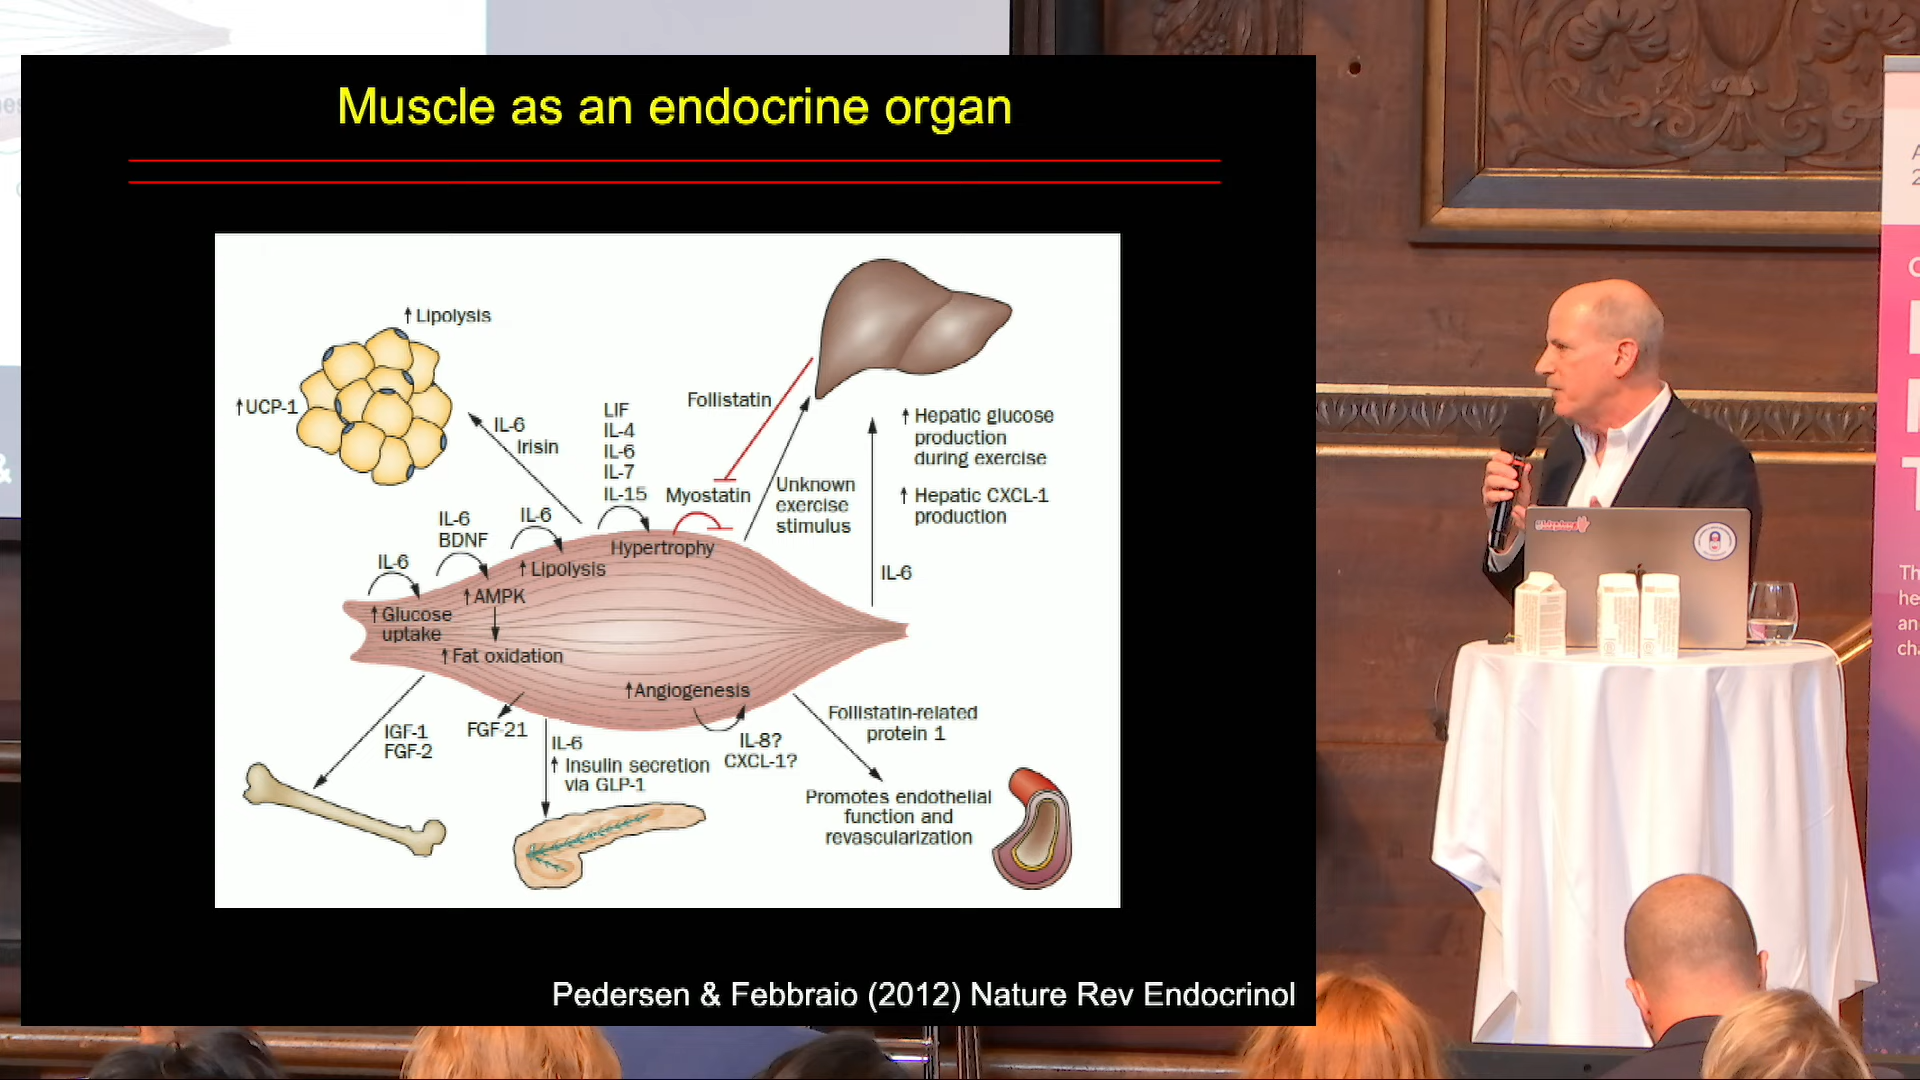 Muscle as an endocrine organ
↑ Lipolysis
↑UCP-1
IL-6
Irisin
LIF
IL-4
IL-6
IL-7
IL-15
Follistatin
Myostatin
Unknown
exercise
stimulus
↑ Hepatic glucose
production
during exercise
↑ Hepatic CXCL-1
production
IL-6
IL-6
BDNF
IL-6
IL-6
Hypertrophy
↑Lipolysis
↑AMPK
↑Glucose
uptake
↑Fat oxidation
↑Angiogenesis
IL-8?
CXCL-1?
IGF-1
FGF-2
FGF-21
IL-6
↑ Insulin secretion
via GLP-1
Follistatin-related
protein 1
Promotes endothelial
function and
revascularization
Pedersen & Febbraio (2012) Nature Rev Endocrinol
&
Th
he
an
cha